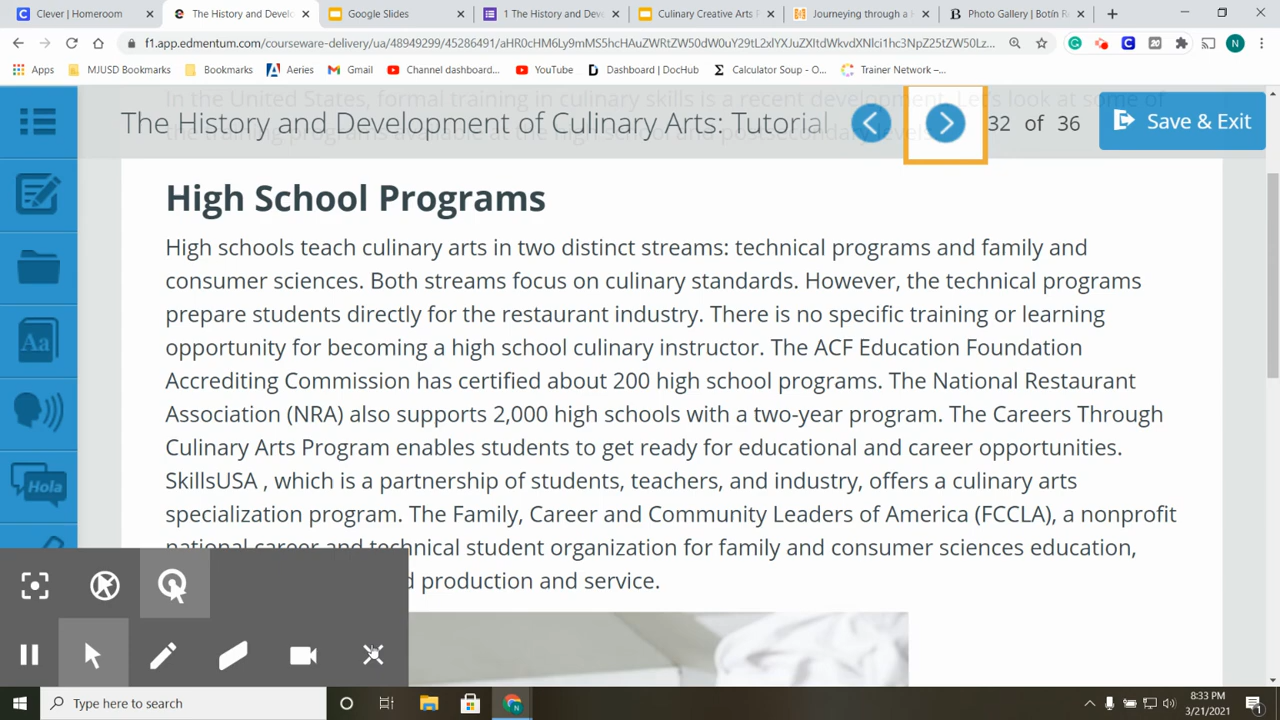 Clever | Homeroom
The History and Develo
Google Slides
1 The History and Deve
Culinary Creative Arts P
Journeying through a H
Photo Gallery | Botín Re
f1.app.edmentum.com/courseware-delivery/
Apps
MJUSD Bookmarks
Bookmarks
Aeries
Gmail
Channel dashboard...
YouTube
Dashboard | DocHub
Calculator Soup - O...
Trainer Network –...
In the United States, formal training in culinary skills is a recent development. Let's look at some of
The History and Development of Culinary Arts: Tutorial
32 of 36
Save & Exit
High School Programs
High schools teach culinary arts in two distinct streams: technical programs and family and
consumer sciences. Both streams focus on culinary standards. However, the technical programs
prepare students directly for the restaurant industry. There is no specific training or learning
opportunity for becoming a high school culinary instructor. The ACF Education Foundation
Accrediting Commission has certified about 200 high school programs. The National Restaurant
Association (NRA) also supports 2,000 high schools with a two-year program. The Careers Through
Culinary Arts Program enables students to get ready for educational and career opportunities.
SkillsUSA , which is a partnership of students, teachers, and industry, offers a culinary arts
specialization program. The Family, Career and Community Leaders of America (FCCLA), a nonprofit
national career and technical student organization for family and consumer sciences education,
production and service.
Aa
Hola
Type here to search
8:33 PM
3/21/2021